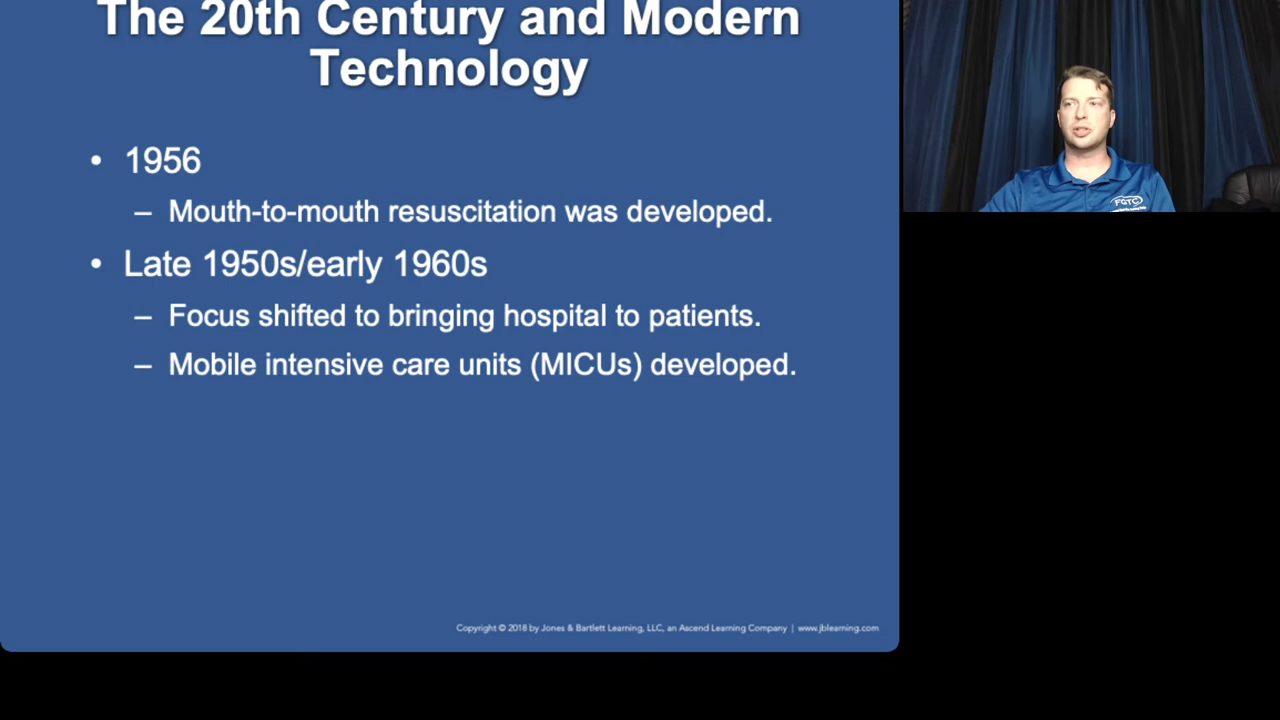 The 20th Century and Modern
Technology
• 1956
– Mouth-to-mouth resuscitation was developed.
• Late 1950s/early 1960s
– Focus shifted to bringing hospital to patients.
– Mobile intensive care units (MICUs) developed.
Copyright © 2018 by Jones & Bartlett Learning, LLC, an Ascend Learning Company | www.jblearning.com
FGTC